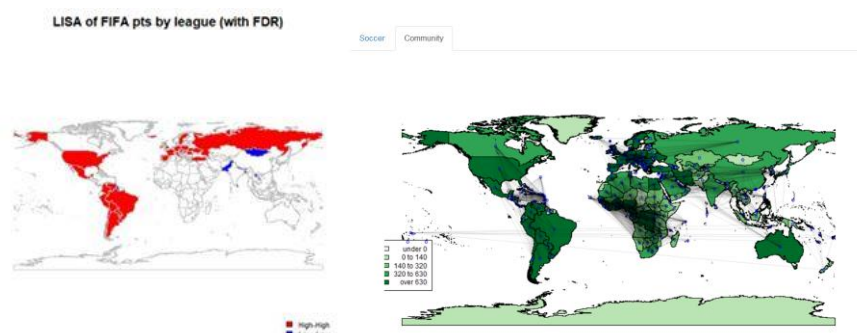 LISA of FIFA pts by league (with FDR)
Soccer Community
under 0
0 to 140
140 to 320
320 to 630
over 630
High-High